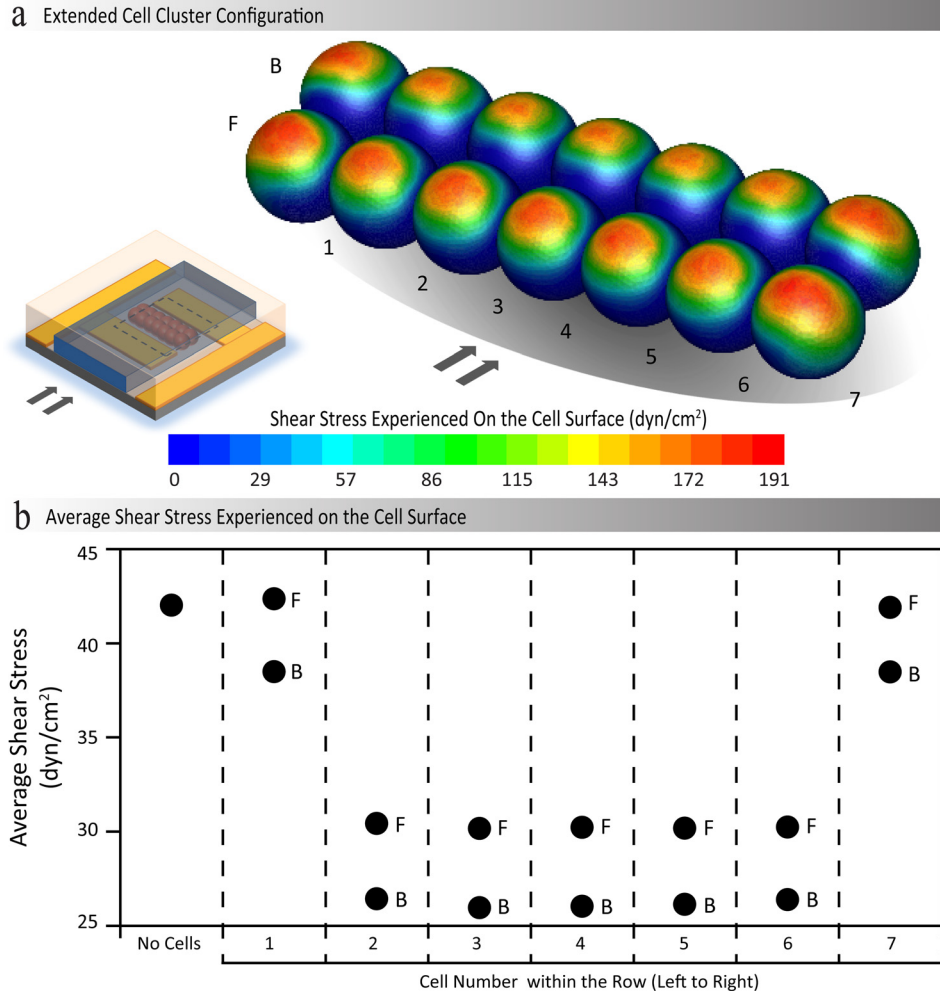 a Extended Cell Cluster Configuration
B
F
1
2
3
4
5
6
7
Shear Stress Experienced On the Cell Surface (dyn/cm²)
0 29 57 86 115 143 172 191
b Average Shear Stress Experienced on the Cell Surface
Average Shear Stress
(dyn/cm²)
45
40
35
30
25
F
B
F
B
F
B
F
B
F
B
F
B
F
B
No Cells 1 2 3 4 5 6 7
Cell Number within the Row (Left to Right)